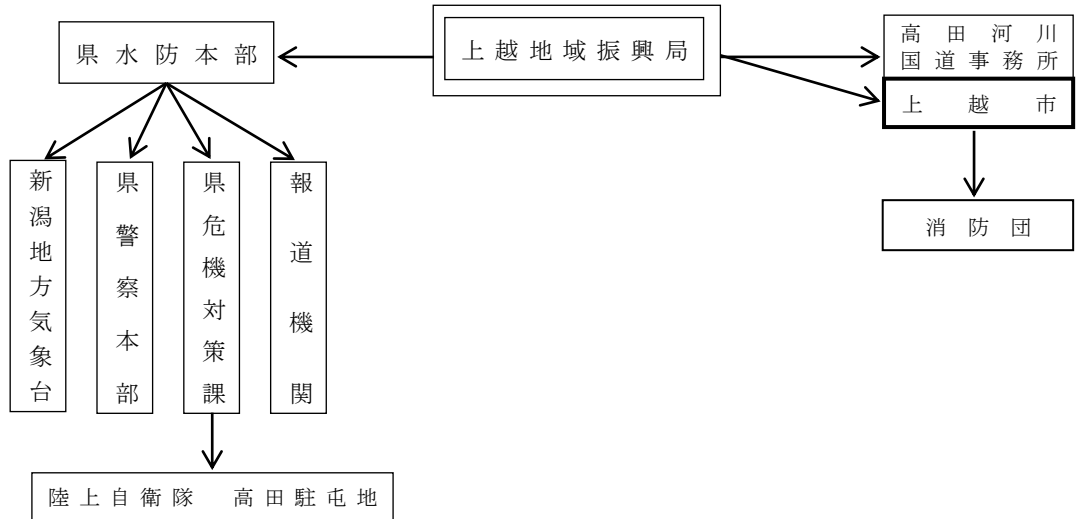 県水防本部
上越地域振興局
高田河川
国道事務所
上越市
消防団
新潟地方気象台
県警察本部
県危機対策課
報道機関
陸上自衛隊 高田駐屯地